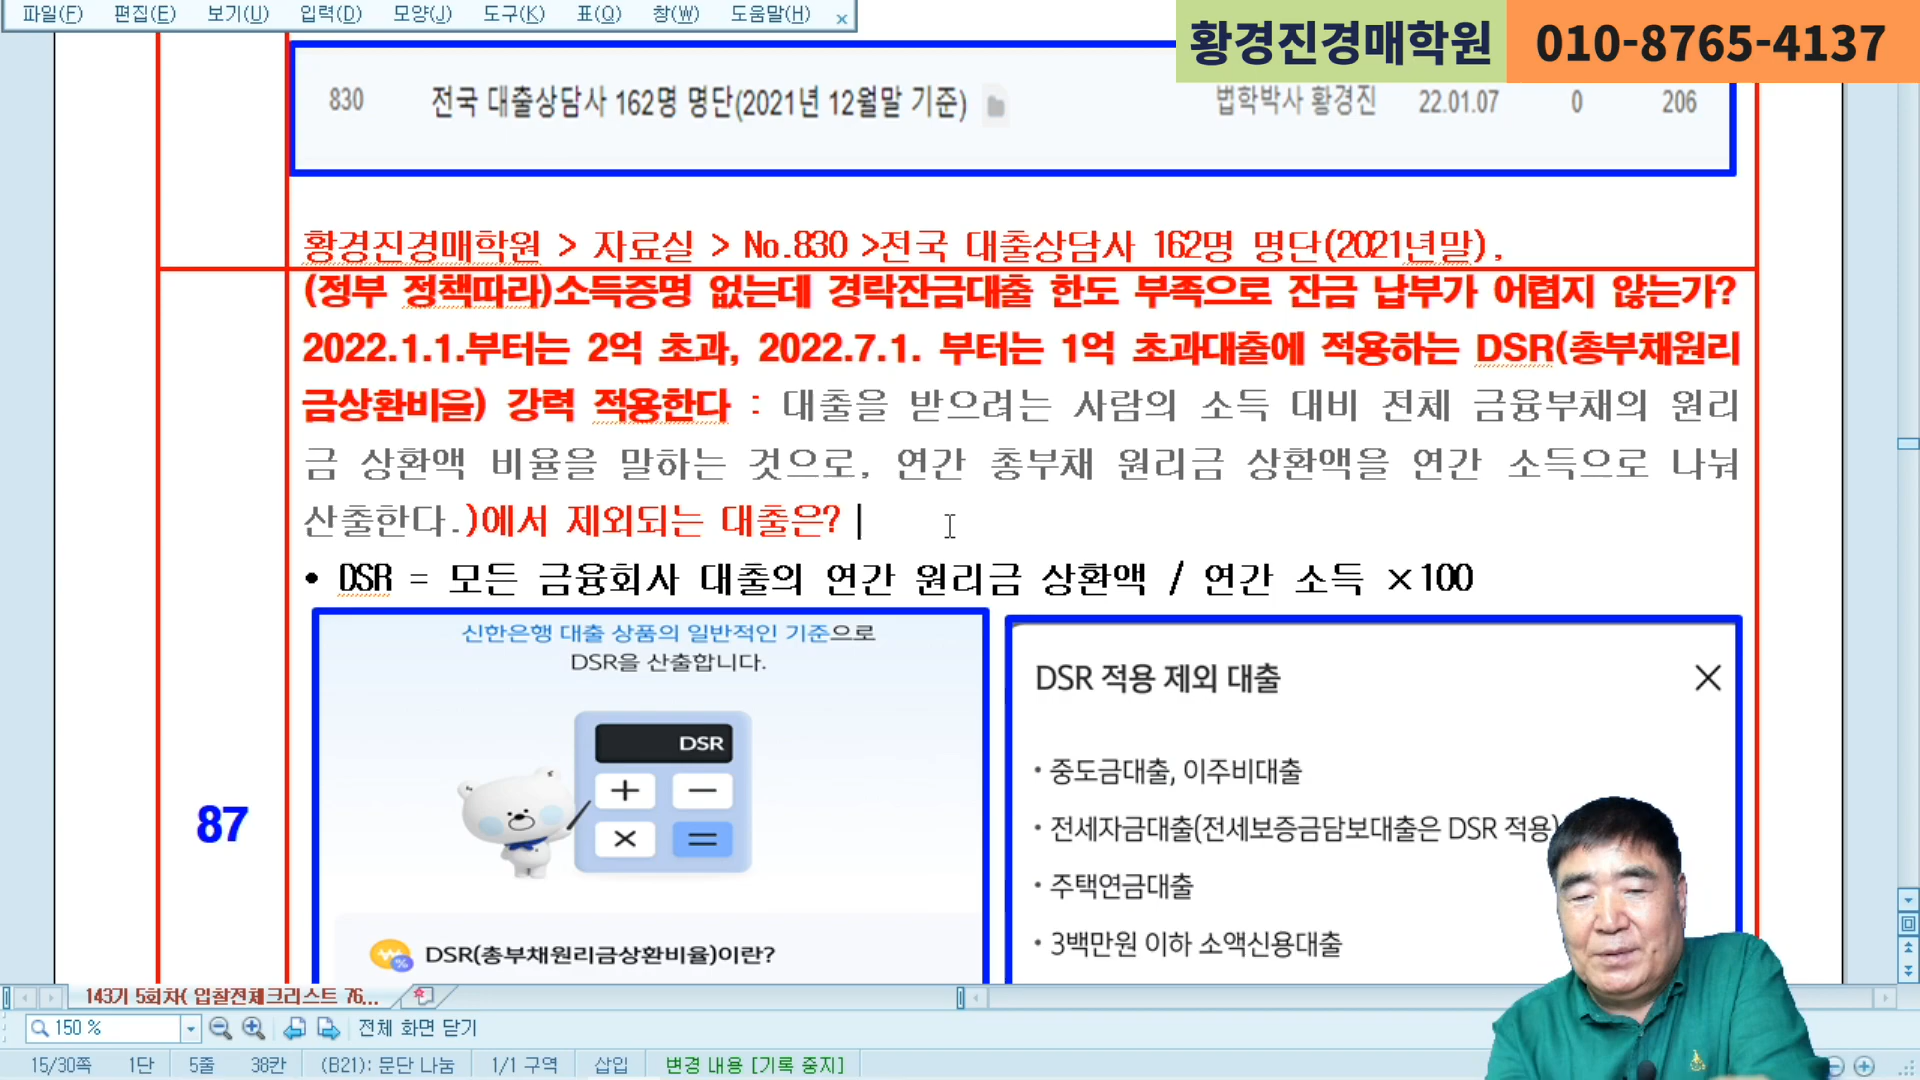 파일(F) 편집(E) 보기(U) 입력(D) 모양(J) 도구(K) 표(Q) 창(W) 도움말(H) x
황경진경매학원 010-8765-4137
830 전국 대출상담사 162명 명단(2021년 12월말 기준) 법학박사 황경진 22.01.07 0 206
황경진경매학원 > 자료실 > No.830 >전국 대출상담사 162명 명단(2021년말),
(정부 정책따라)소득증명 없는데 경락잔금대출 한도 부족으로 잔금 납부가 어렵지 않는가?
2022.1.1.부터는 2억 초과, 2022.7.1. 부터는 1억 초과대출에 적용하는 DSR(총부채원리
금상환비율) 강력 적용한다 : 대출을 받으려는 사람의 소득 대비 전체 금융부채의 원리
금 상환액 비율을 말하는 것으로, 연간 총부채 원리금 상환액을 연간 소득으로 나눠
산출한다.)에서 제외되는 대출은?
• DSR = 모든 금융회사 대출의 연간 원리금 상환액 / 연간 소득 ×100
87
신한은행 대출 상품의 일반적인 기준으로
DSR을 산출합니다.
DSR
+ −
× =
DSR(총부채원리금상환비율)이란?
DSR 적용 제외 대출 ×
• 중도금대출, 이주비대출
• 전세자금대출(전세보증금담보대출은 DSR 적용)
• 주택연금대출
• 3백만원 이하 소액신용대출
143기 5회차( 입찰전체크리스트 76...
150 % 전체 화면 닫기
15/30쪽 1단 5줄 38칸 (B21): 문단 나눔 1/1 구역 삽입 변경 내용 [기록 중지]